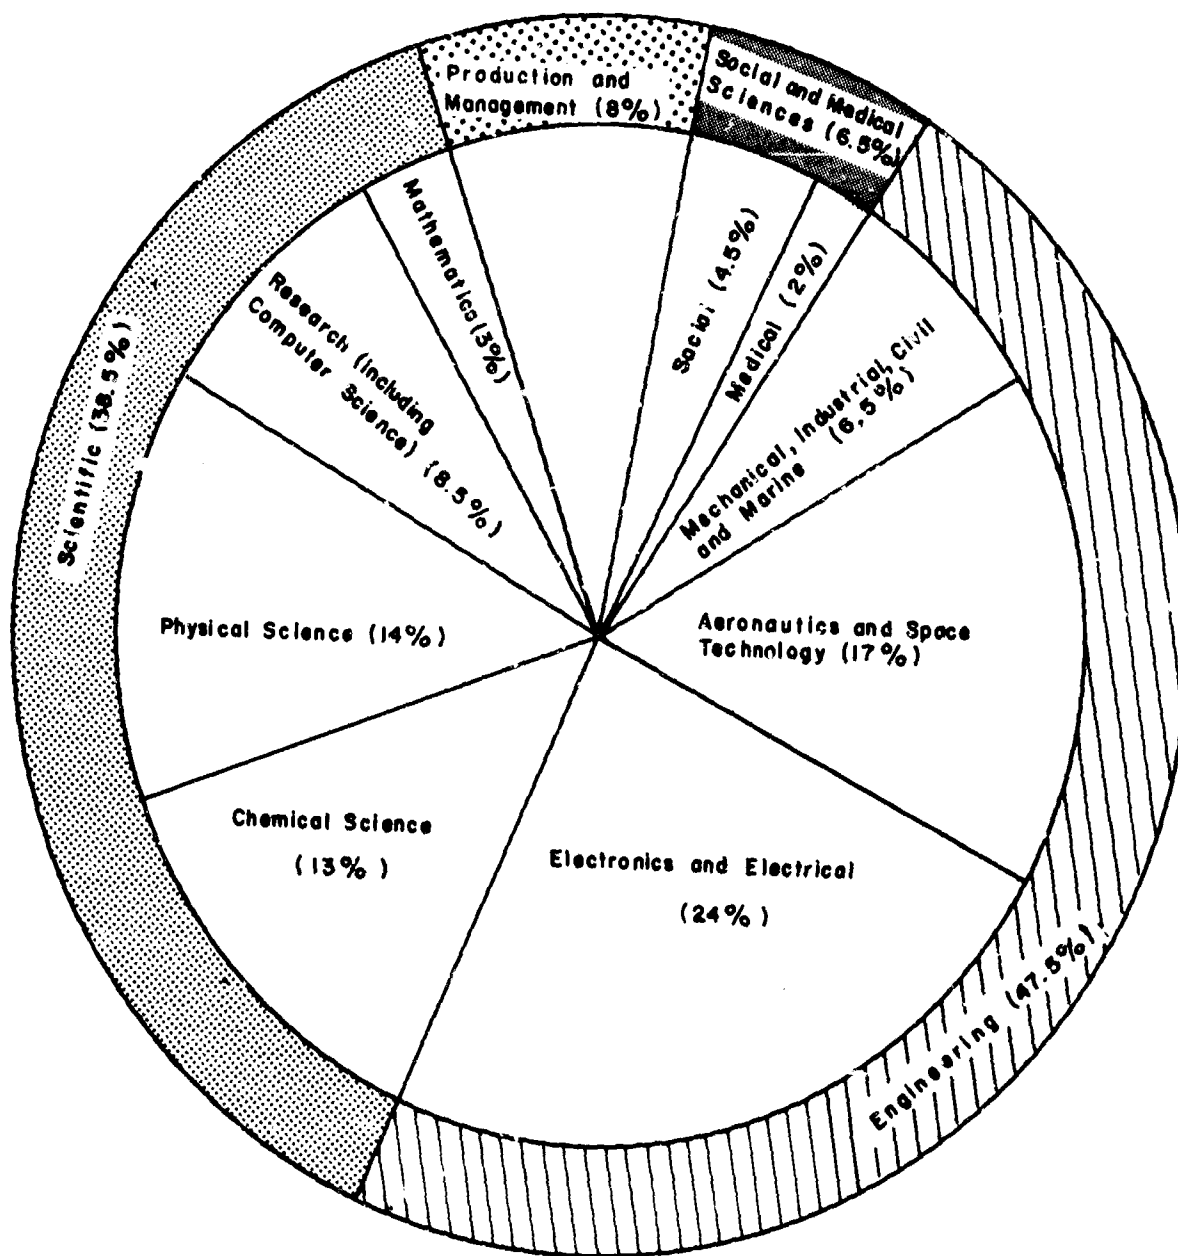 Production and
Management (8%)
Social and Medical
Sciences (6.5%)
Scientific (38.5%)
Engineering (47.5%)
Mathematics (3%)
Research (Including
Computer
Science) (8.5%)
Social (4.5%)
Medical (2%)
Mechanical, Industrial, Civil
and Marine (6,5%)
Physical Science (14%)
Aeronautics and Space
Technology (17%)
Chemical Science
(13%)
Electronics and Electrical
(24%)